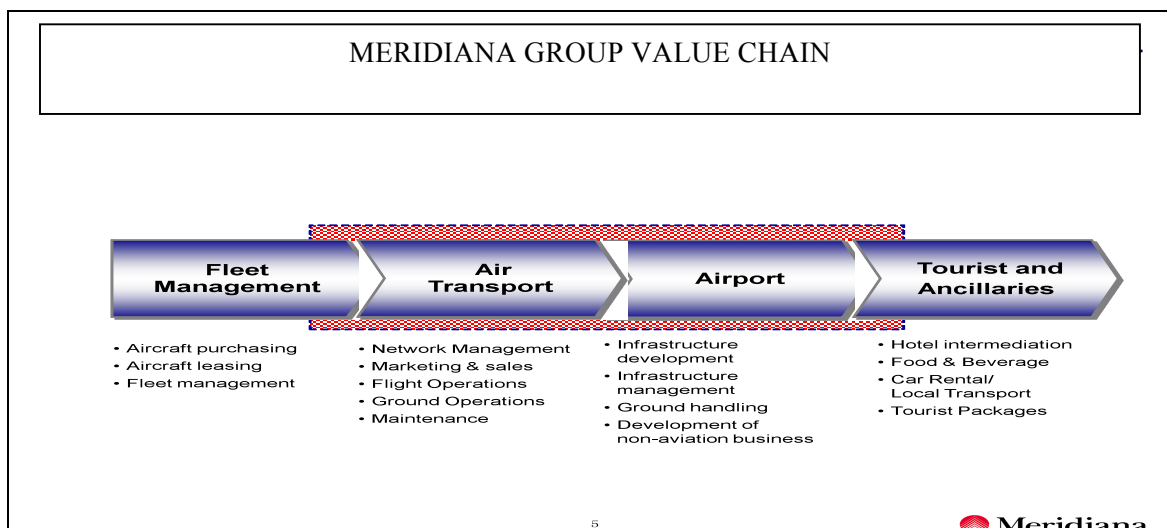 MERIDIANA GROUP VALUE CHAIN
Fleet
Management
Air
Transport
Airport
Tourist and
Ancillaries
• Aircraft purchasing
• Aircraft leasing
• Fleet management
• Network Management
• Marketing & sales
• Flight Operations
• Ground Operations
• Maintenance
• Infrastructure
development
• Infrastructure
management
• Ground handling
• Development of
non-aviation business
• Hotel intermediation
• Food & Beverage
• Car Rental/
Local Transport
• Tourist Packages
5
Meridiana